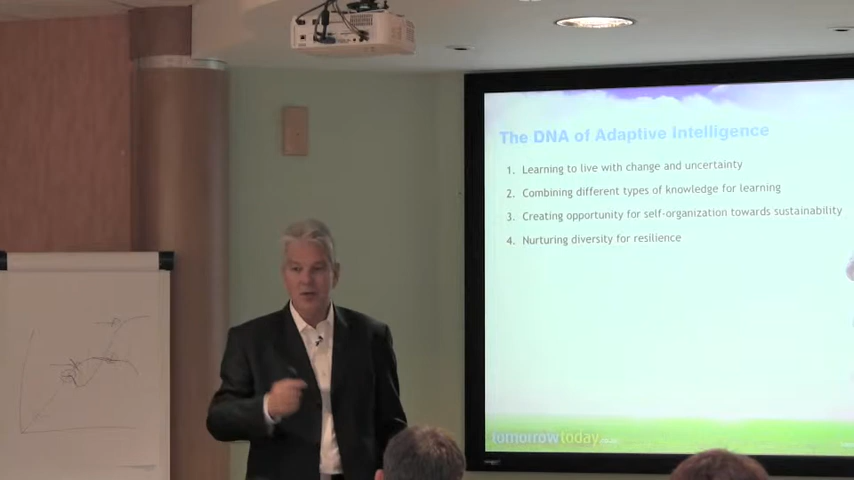 The DNA of Adaptive Intelligence
1. Learning to live with change and uncertainty
2. Combining different types of knowledge for learning
3. Creating opportunity for self-organization towards sustainability
4. Nurturing diversity for resilience
tomorrowtoday